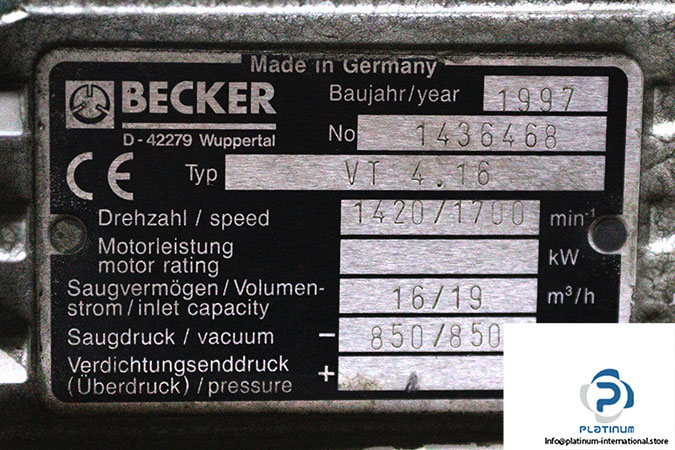 Made in Germany
BECKER
D-42279 Wuppertal
Baujahr/year 1997
No 1436468
Typ VT 4.16
CE
Drehzahl / speed 1420/1700 min-1
Motorleistung
motor rating kW
Saugvermögen/Volumen-
strom/inlet capacity 16/19 m³/h
Saugdruck / vacuum – 850/850
Verdichtungsenddruck
(Überdruck) / pressure +
PLATINUM
INTERNATIONAL
Info@platinum-international.store